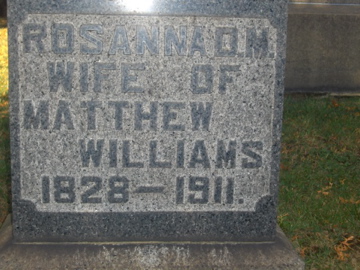 ROSANNA O.M.
WIFE OF
MATTHEW
WILLIAMS
1828–1911.